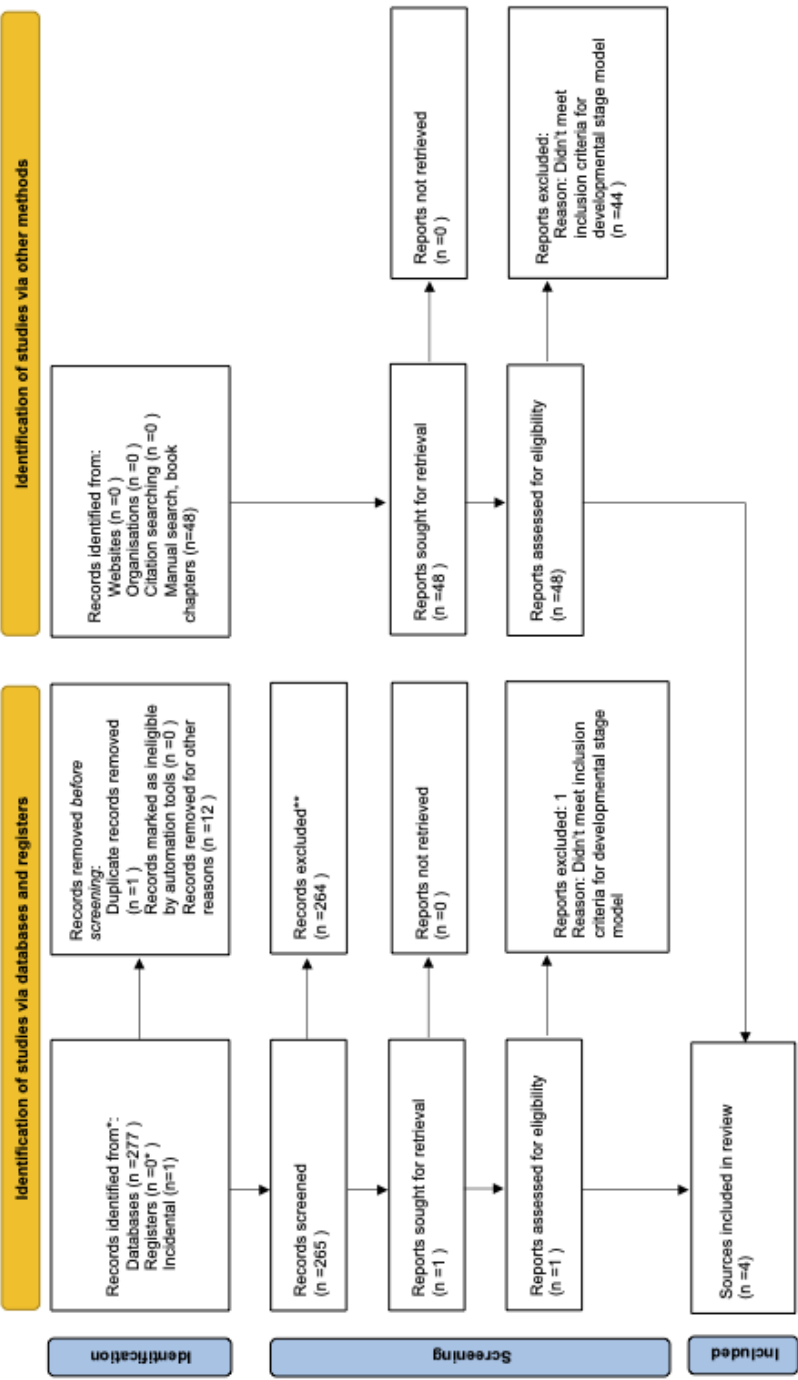 Identification of studies via databases and registers
Identification of studies via other methods
Identification
Records identified from*:
Databases (n =277 )
Registers (n =0* )
Incidental (n=1)
Records removed before
screening:
Duplicate records removed
(n =1 )
Records marked as ineligible
by automation tools (n =0 )
Records removed for other
reasons (n =12 )
Records identified from:
Websites (n =0 )
Organisations (n =0 )
Citation searching (n =0 )
Manual search, book
chapters (n=48)
Screening
Records screened
(n =265 )
Records excluded**
(n =264 )
Reports sought for retrieval
(n =1 )
Reports not retrieved
(n =0 )
Reports sought for retrieval
(n =48 )
Reports not retrieved
(n =0 )
Reports assessed for eligibility
(n =1 )
Reports excluded: 1
Reason: Didn't meet inclusion
criteria for developmental stage
model
Reports assessed for eligibility
(n =48)
Reports excluded:
Reason: Didn't meet
inclusion criteria for
developmental stage model
(n =44 )
Included
Sources included in review
(n =4)